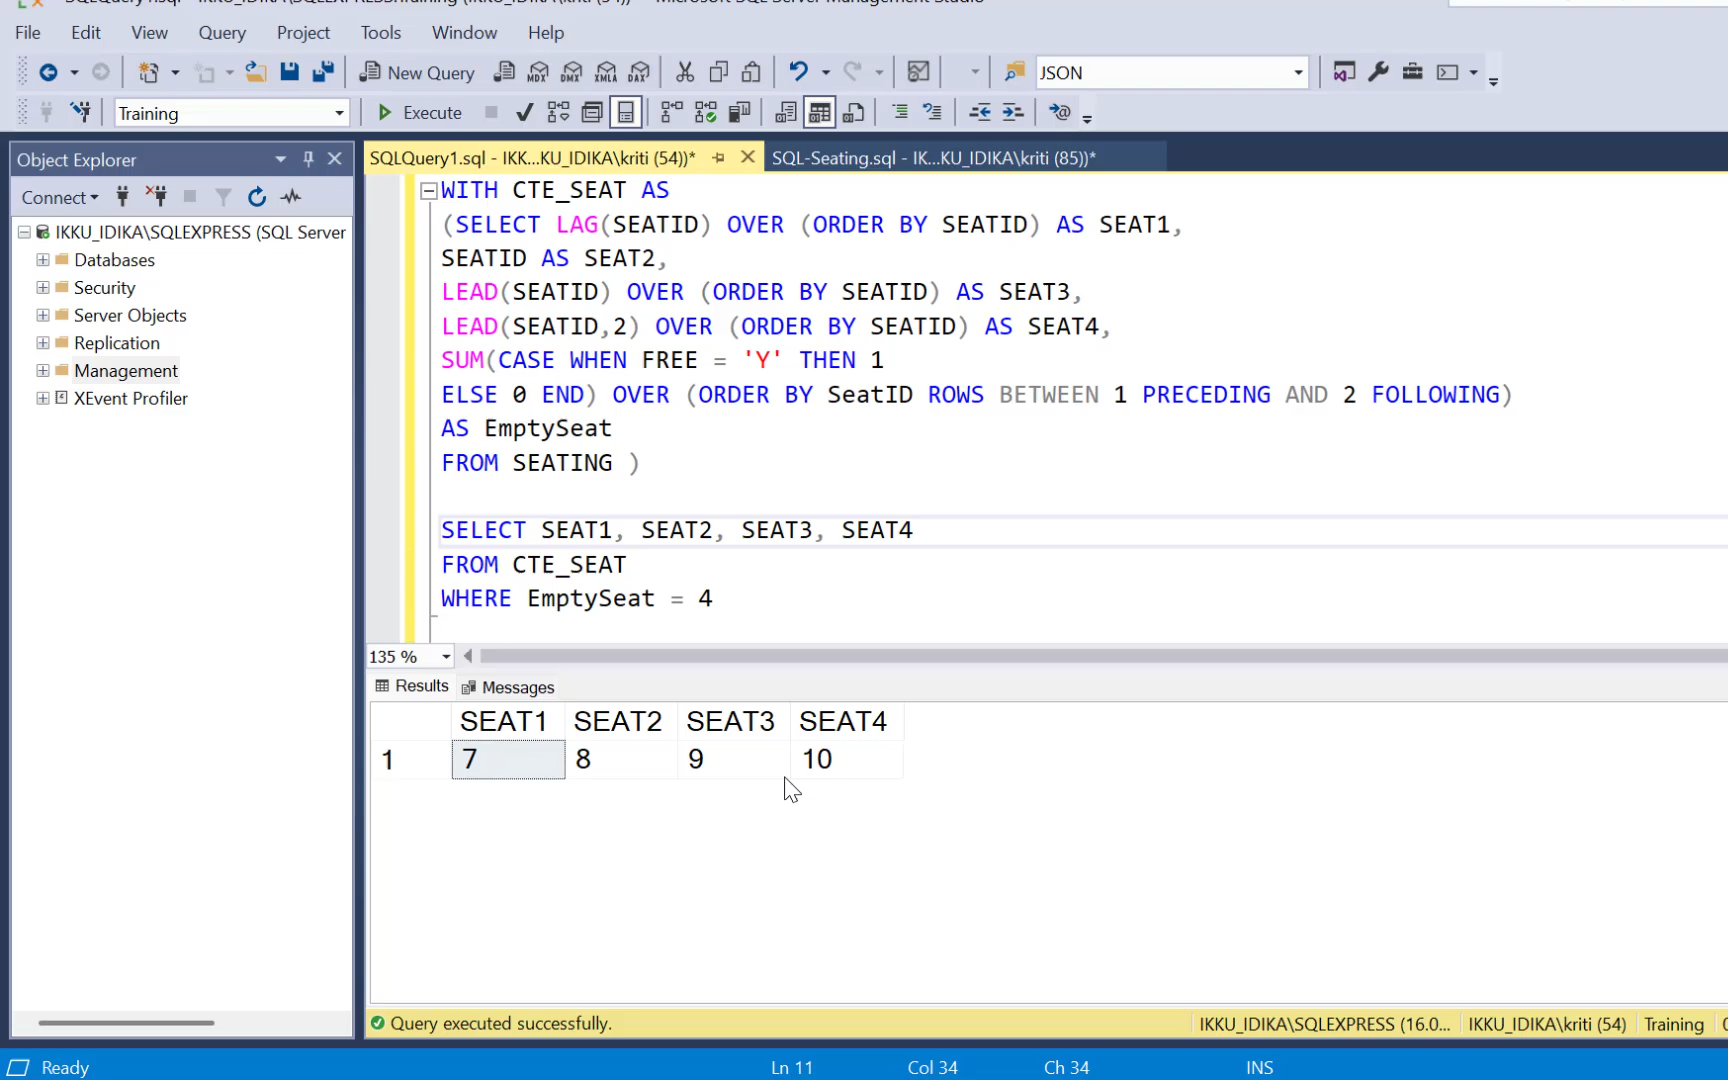 File Edit View Query Project Tools Window Help
New Query MDX DMX XMLA DAX JSON
Training Execute
Object Explorer
Connect
IKKU_IDIKA\SQLEXPRESS (SQL Server
Databases
Security
Server Objects
Replication
Management
XEvent Profiler
SQLQuery1.sql - IKK...KU_IDIKA\kriti (54))* SQL-Seating.sql - IK...KU_IDIKA\kriti (85))*
WITH CTE_SEAT AS
(SELECT LAG(SEATID) OVER (ORDER BY SEATID) AS SEAT1,
SEATID AS SEAT2,
LEAD(SEATID) OVER (ORDER BY SEATID) AS SEAT3,
LEAD(SEATID,2) OVER (ORDER BY SEATID) AS SEAT4,
SUM(CASE WHEN FREE = 'Y' THEN 1
ELSE 0 END) OVER (ORDER BY SeatID ROWS BETWEEN 1 PRECEDING AND 2 FOLLOWING)
AS EmptySeat
FROM SEATING )
SELECT SEAT1, SEAT2, SEAT3, SEAT4
FROM CTE_SEAT
WHERE EmptySeat = 4
135 %
Results Messages
SEAT1 SEAT2 SEAT3 SEAT4
1 7 8 9 10
Query executed successfully. IKKU_IDIKA\SQLEXPRESS (16.0... IKKU_IDIKA\kriti (54) Training
Ready Ln 11 Col 34 Ch 34 INS